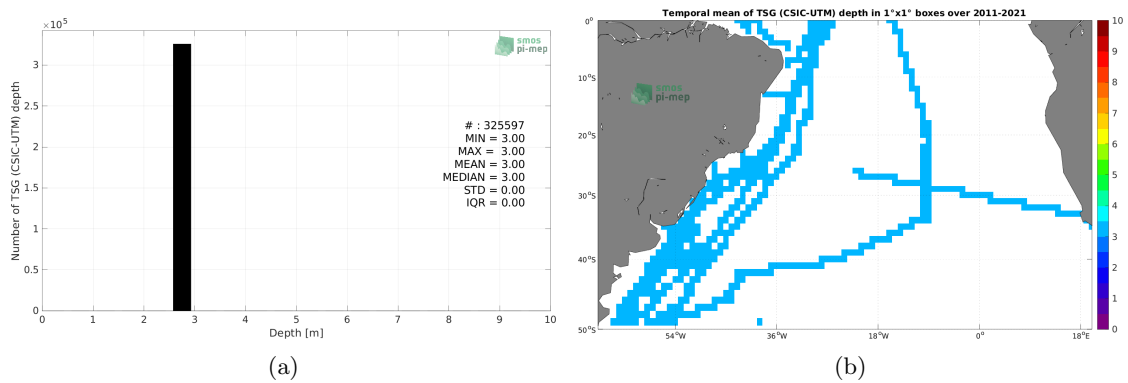 ×10⁵
3
2.5
2
1.5
1
0.5
0
Number of TSG (CSIC-UTM) depth
smos
pi-mep
# : 325597
MIN = 3.00
MAX = 3.00
MEAN = 3.00
MEDIAN = 3.00
STD = 0.00
IQR = 0.00
0 1 2 3 4 5 6 7 8 9 10
Depth [m]
(a)
Temporal mean of TSG (CSIC-UTM) depth in 1°x1° boxes over 2011-2021
0°
10°S
20°S
30°S
40°S
50°S
smos
pi-mep
54°W 36°W 18°W 0° 18°E
10
9
8
7
6
5
4
3
2
1
0
(b)